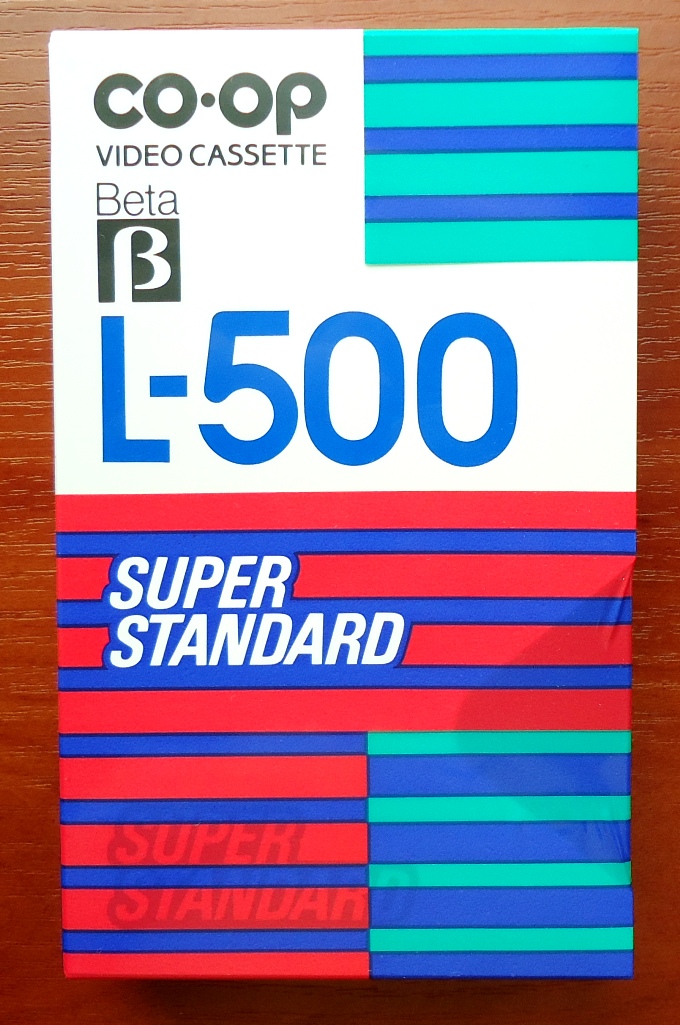 CO·OP
VIDEO CASSETTE
Beta
β
L-500
SUPER
STANDARD
SUPER
STANDARD